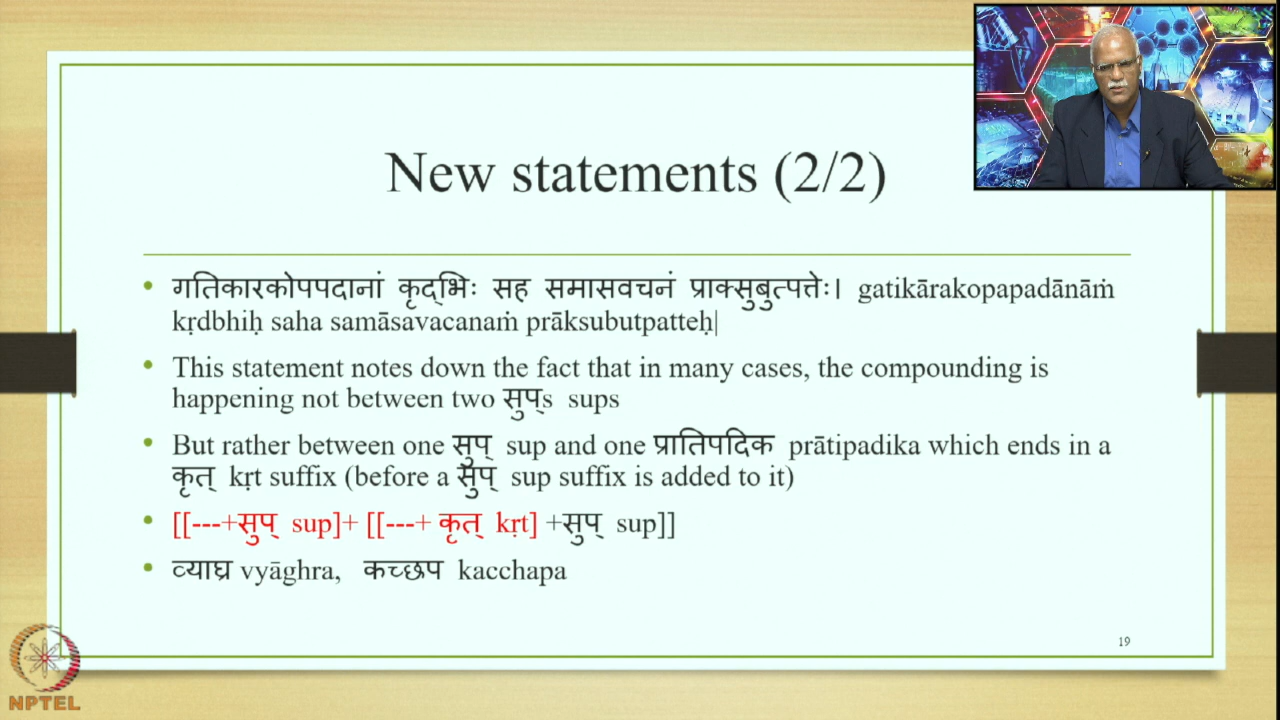 New statements (2/2)
गतिकारकोपपदानां कृद्भिः सह समासवचनं प्राक्सुबुत्पत्तेः। gatikārakopapadānāṁ
kṛdbhiḥ saha samāsavacanaṁ prāksubutpatteḥ|
This statement notes down the fact that in many cases, the compounding is
happening not between two सुप्s sups
But rather between one सुप् sup and one प्रातिपदिक prātipadika which ends in a
कृत् kṛt suffix (before a सुप् sup suffix is added to it)
[[---+सुप् sup]+ [[---+ कृत् kṛt] +सुप् sup]]
व्याघ्र vyāghra, कच्छप kacchapa
19
NPTEL